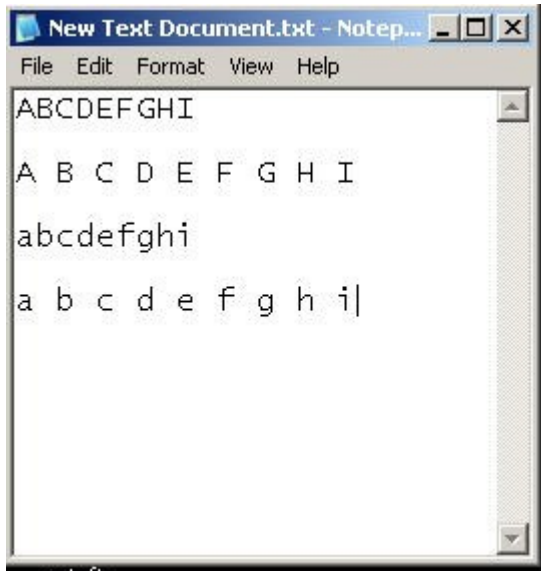 New Text Document.txt - Notep...
File Edit Format View Help
ABCDEFGHI
A B C D E F G H I
abcdefghi
a b c d e f g h i